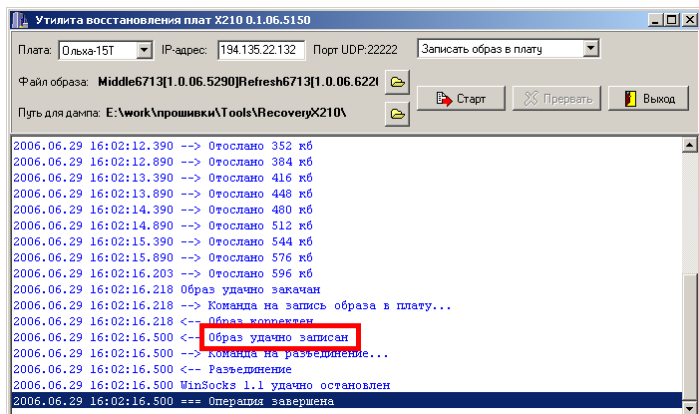 Утилита восстановления плат X210 0.1.06.5150
Плата: Ольха-15Т IP-адрес: 194.135.22.132 Порт UDP:22222 Записать образ в плату
Файл образа: Middle6713[1.0.06.5290]Refresh6713[1.0.06.622(
Путь для дампа: E:\work\прошивки\Tools\RecoveryX210\
Старт Прервать Выход
2006.06.29 16:02:12.390 --> Отослано 352 кб
2006.06.29 16:02:12.890 --> Отослано 384 кб
2006.06.29 16:02:13.390 --> Отослано 416 кб
2006.06.29 16:02:13.890 --> Отослано 448 кб
2006.06.29 16:02:14.390 --> Отослано 480 кб
2006.06.29 16:02:14.890 --> Отослано 512 кб
2006.06.29 16:02:15.390 --> Отослано 544 кб
2006.06.29 16:02:15.890 --> Отослано 576 кб
2006.06.29 16:02:16.203 --> Отослано 596 кб
2006.06.29 16:02:16.218 Образ удачно закачан
2006.06.29 16:02:16.218 --> Команда на запись образа в плату...
2006.06.29 16:02:16.218 <-- Образ корректен
2006.06.29 16:02:16.500 <-- Образ удачно записан
2006.06.29 16:02:16.500 --> Команда на разъединение...
2006.06.29 16:02:16.500 <-- Разъединение
2006.06.29 16:02:16.500 WinSocks 1.1 удачно остановлен
2006.06.29 16:02:16.500 === Операция завершена